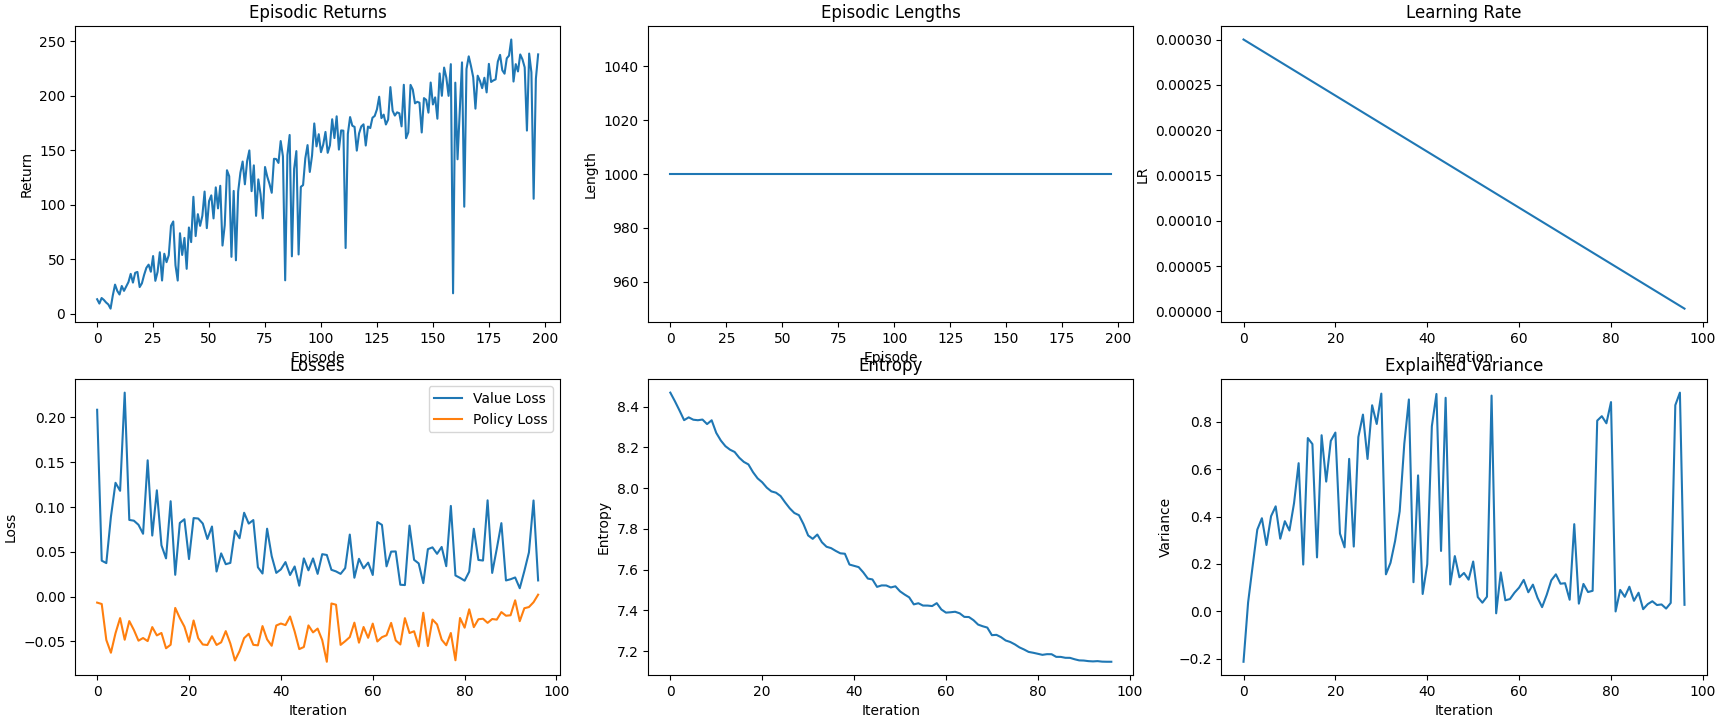 Episodic Returns
Return
250
200
150
100
50
0
0 25 50 75 100 125 150 175 200
Episode
Episodic Lengths
Length
1040
1020
1000
980
960
0 25 50 75 100 125 150 175 200
Episode
Learning Rate
LR
0.00030
0.00025
0.00020
0.00015
0.00010
0.00005
0.00000
0 20 40 60 80 100
Iteration
Losses
Loss
0.20
0.15
0.10
0.05
0.00
−0.05
Value Loss
Policy Loss
0 20 40 60 80 100
Iteration
Entropy
Entropy
8.4
8.2
8.0
7.8
7.6
7.4
7.2
0 20 40 60 80 100
Iteration
Explained Variance
Variance
0.8
0.6
0.4
0.2
0.0
−0.2
0 20 40 60 80 100
Iteration